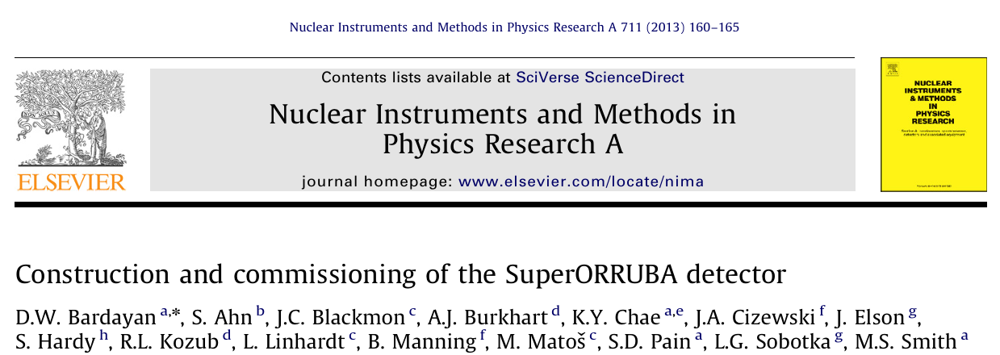 Nuclear Instruments and Methods in Physics Research A 711 (2013) 160–165
Contents lists available at SciVerse ScienceDirect
Nuclear Instruments and Methods in
Physics Research A
journal homepage: www.elsevier.com/locate/nima
NON SOLUS
ELSEVIER
NUCLEAR
INSTRUMENTS
& METHODS
IN
PHYSICS
RESEARCH
Construction and commissioning of the SuperORRUBA detector
D.W. Bardayan a,*, S. Ahn b, J.C. Blackmon c, A.J. Burkhart d, K.Y. Chae a,e, J.A. Cizewski f, J. Elson g,
S. Hardy h, R.L. Kozub d, L. Linhardt c, B. Manning f, M. Matoš c, S.D. Pain a, L.G. Sobotka g, M.S. Smith a